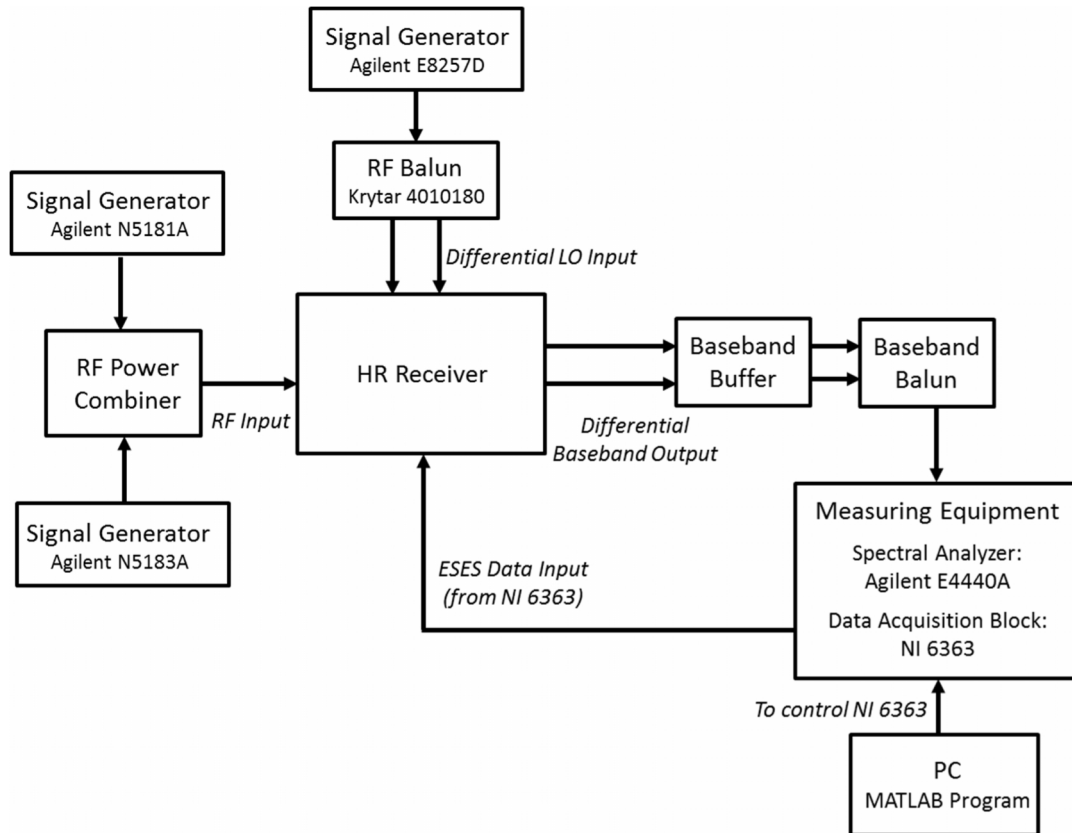 Signal Generator
Agilent E8257D
RF Balun
Krytar 4010180
Signal Generator
Agilent N5181A
Differential LO Input
RF Power
Combiner
RF Input
HR Receiver
Baseband
Buffer
Baseband
Balun
Differential
Baseband Output
Signal Generator
Agilent N5183A
ESES Data Input
(from NI 6363)
Measuring Equipment
Spectral Analyzer:
Agilent E4440A
Data Acquisition Block:
NI 6363
To control NI 6363
PC
MATLAB Program